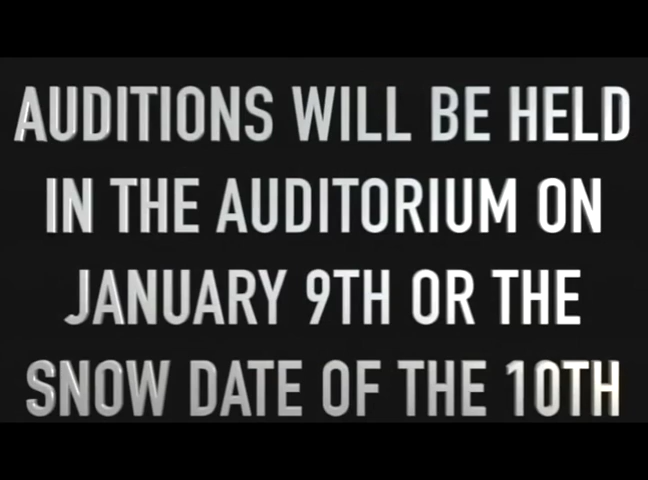 AUDITIONS WILL BE HELD
IN THE AUDITORIUM ON
JANUARY 9TH OR THE
SNOW DATE OF THE 10TH